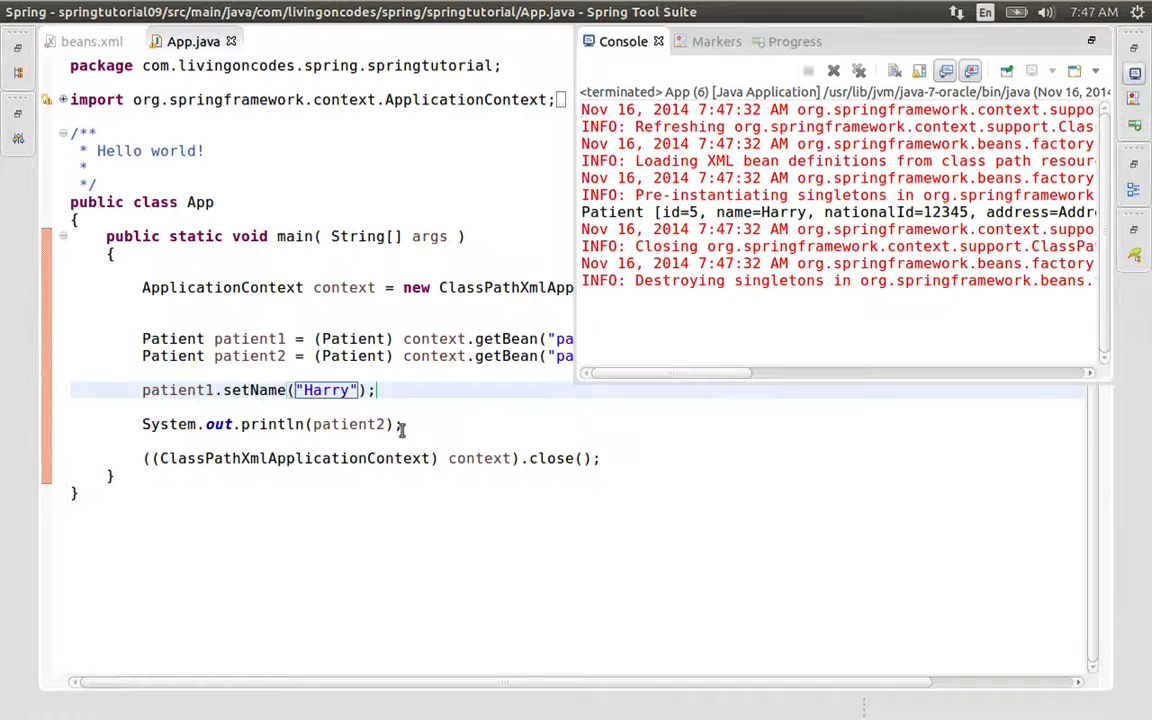 Spring - springtutorial09/src/main/java/com/livingoncodes/spring/springtutorial/App.java - Spring Tool Suite
En
7:47 AM
beans.xml
App.java
package com.livingoncodes.spring.springtutorial;
import org.springframework.context.ApplicationContext;
/**
* Hello world!
*
*/
public class App
{
public static void main( String[] args )
{
ApplicationContext context = new ClassPathXmlAp
Patient patient1 = (Patient) context.getBean("pa
Patient patient2 = (Patient) context.getBean("pa
patient1.setName("Harry");
System.out.println(patient2);
((ClassPathXmlApplicationContext) context).close();
}
}
Console
Markers
Progress
<terminated> App (6) [Java Application] /usr/lib/jvm/java-7-oracle/bin/java (Nov 16, 2014
Nov 16, 2014 7:47:32 AM org.springframework.context.suppo
INFO: Refreshing org.springframework.context.support.Clas
Nov 16, 2014 7:47:32 AM org.springframework.beans.factory
INFO: Loading XML bean definitions from class path resour
Nov 16, 2014 7:47:32 AM org.springframework.beans.factory
INFO: Pre-instantiating singletons in org.springframework
Patient [id=5, name=Harry, nationalId=12345, address=Addr
Nov 16, 2014 7:47:32 AM org.springframework.context.suppo
INFO: Closing org.springframework.context.support.ClassPa
Nov 16, 2014 7:47:32 AM org.springframework.beans.factory
INFO: Destroying singletons in org.springframework.beans.